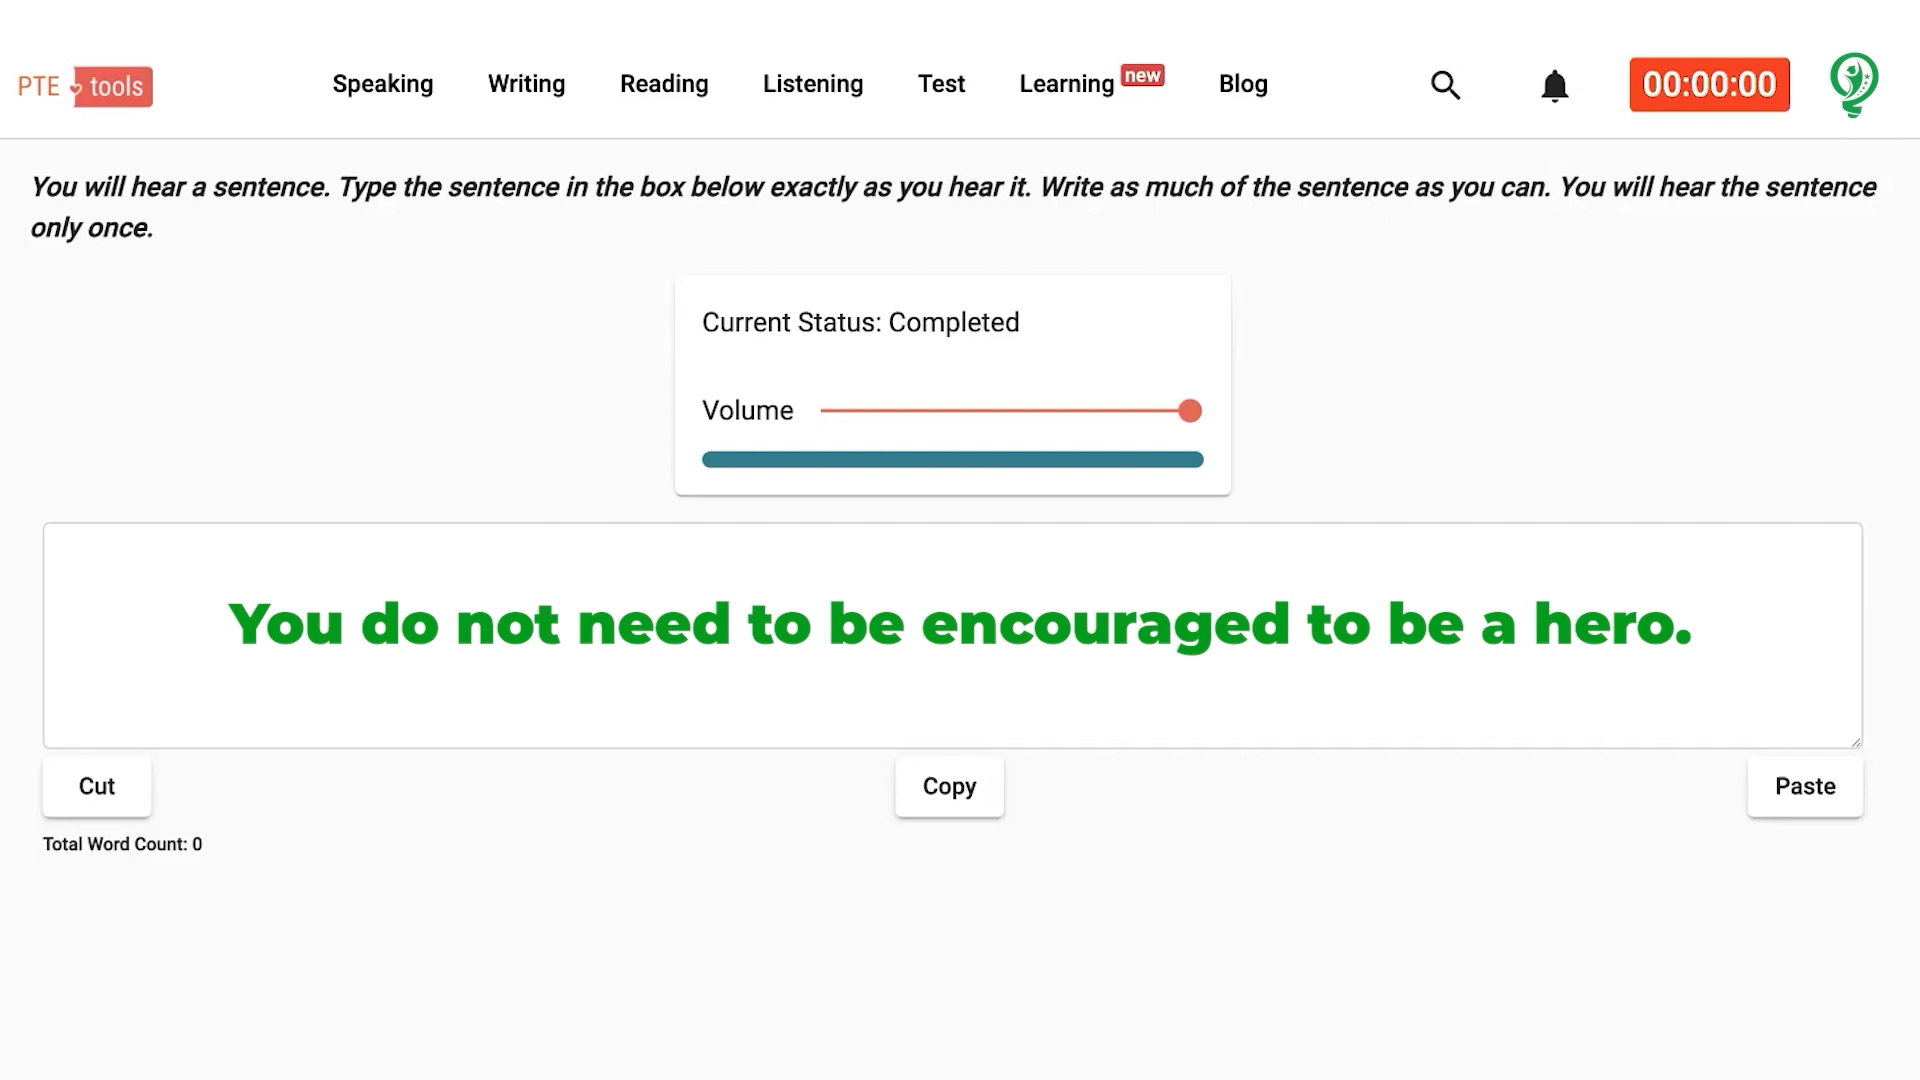 PTE tools
Speaking Writing Reading Listening Test Learning new Blog 00:00:00
You will hear a sentence. Type the sentence in the box below exactly as you hear it. Write as much of the sentence as you can. You will hear the sentence
only once.
Current Status: Completed
Volume
You do not need to be encouraged to be a hero.
Cut Copy Paste
Total Word Count: 0